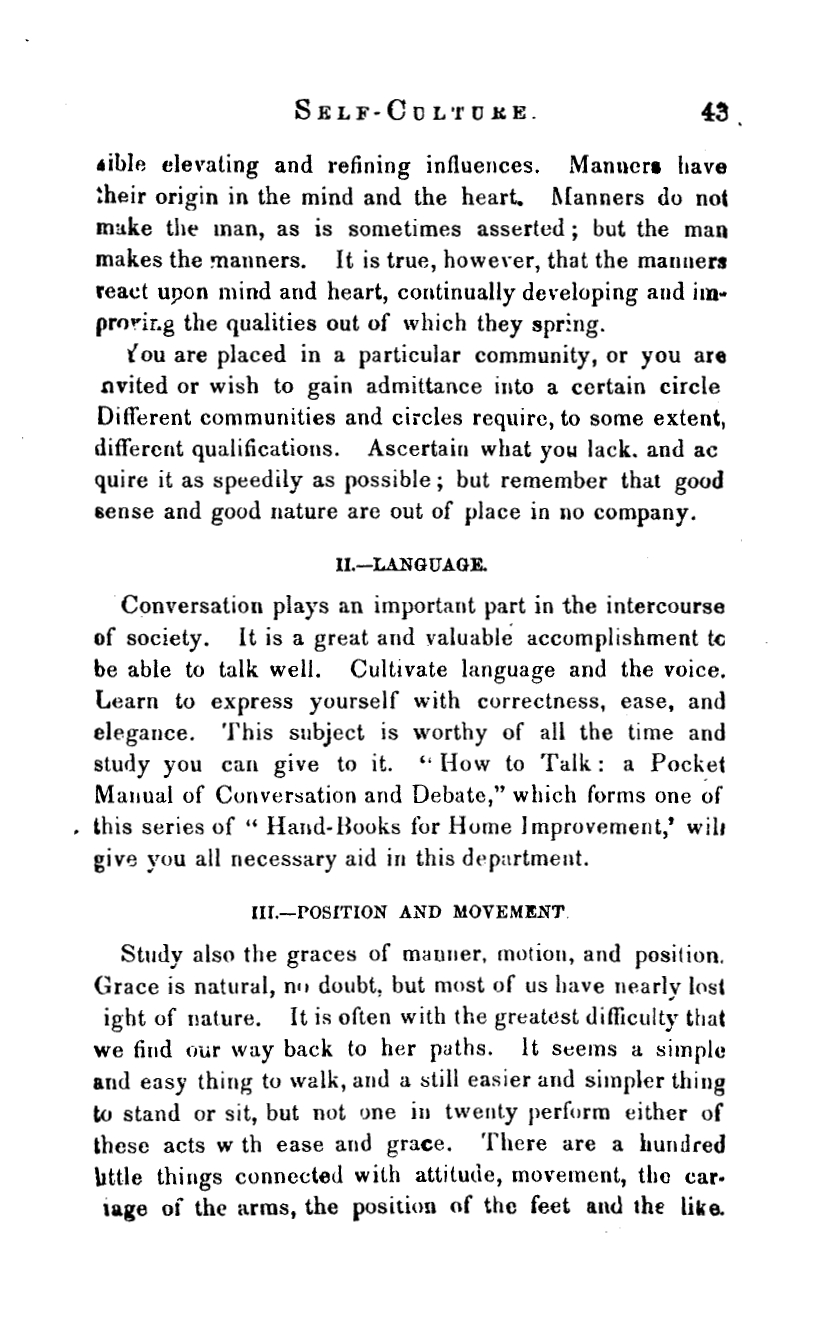 SELF-CULTURE. 43
sible elevating and refining influences. Manners have
their origin in the mind and the heart. Manners do not
make the man, as is sometimes asserted; but the man
makes the manners. It is true, however, that the manners
react upon mind and heart, continually developing and im-
proving the qualities out of which they spring.
You are placed in a particular community, or you are
nvited or wish to gain admittance into a certain circle
Different communities and circles require, to some extent,
different qualifications. Ascertain what you lack. and ac
quire it as speedily as possible; but remember that good
sense and good nature are out of place in no company.
II.—LANGUAGE.
Conversation plays an important part in the intercourse
of society. It is a great and valuable accomplishment to
be able to talk well. Cultivate language and the voice.
Learn to express yourself with correctness, ease, and
elegance. This subject is worthy of all the time and
study you can give to it. “How to Talk: a Pocket
Manual of Conversation and Debate,” which forms one of
this series of “Hand-Books for Home Improvement,’ will
give you all necessary aid in this department.
III.—POSITION AND MOVEMENT
Study also the graces of manner, motion, and position.
Grace is natural, no doubt, but most of us have nearly lost
ight of nature. It is often with the greatest difficulty that
we find our way back to her paths. It seems a simple
and easy thing to walk, and a still easier and simpler thing
to stand or sit, but not one in twenty perform either of
these acts w th ease and grace. There are a hundred
little things connected with attitude, movement, the car-
iage of the arms, the position of the feet and the like.